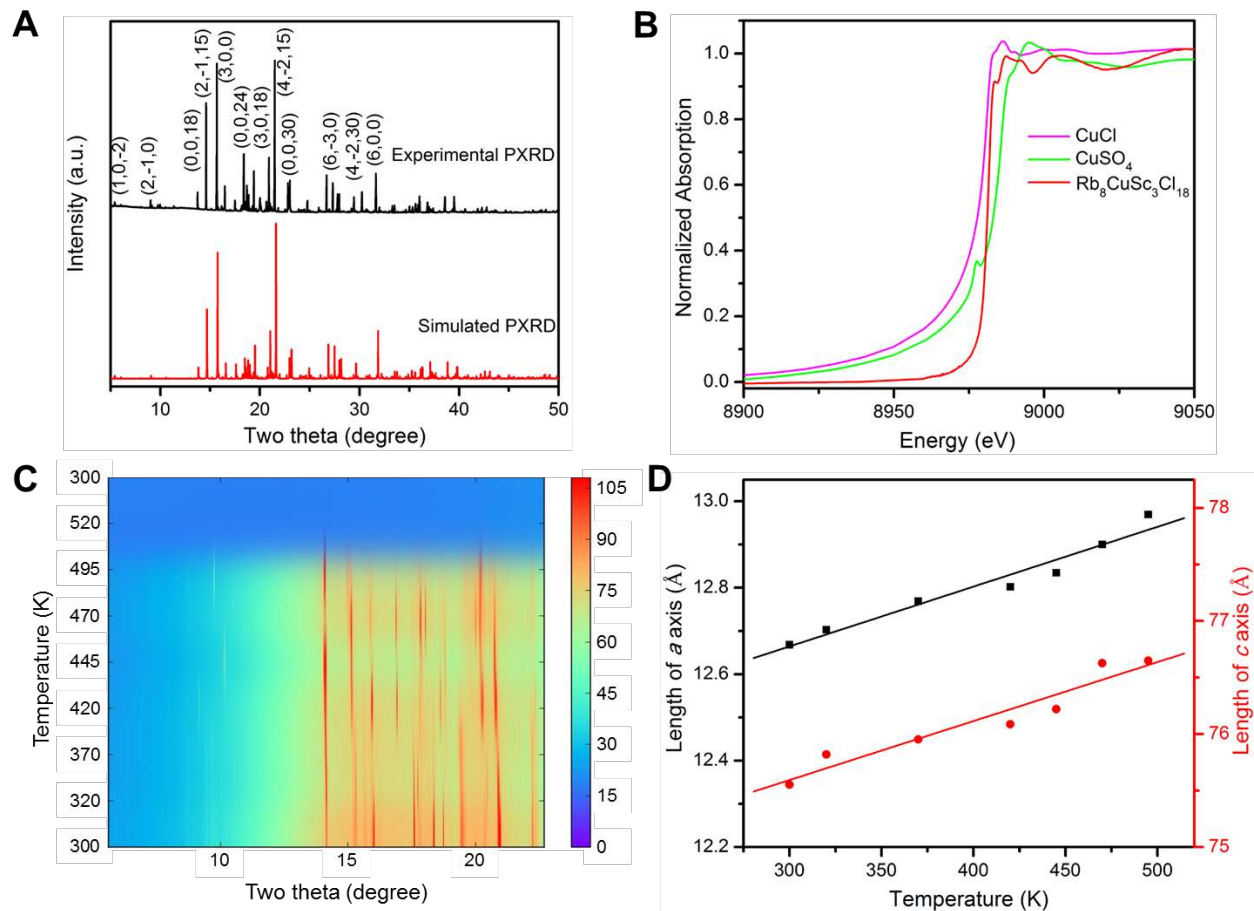 A
Intensity (a.u.)
(1,0,-2)
(2,-1,0)
(0,0,18)
(2,-1,15)
(3,0,0)
(0,0,24)
(3,0,18)
(4,-2,15)
(0,0,30)
(6,-3,0)
(4,-2,30)
(6,0,0)
Experimental PXRD
Simulated PXRD
10 20 30 40 50
Two theta (degree)
B
Normalized Absorption
1.0
0.8
0.6
0.4
0.2
0.0
CuCl
CuSO₄
Rb₈CuSc₃Cl₁₈
8900 8950 9000 9050
Energy (eV)
C
Temperature (K)
300
520
495
470
445
420
370
320
300
10 15 20
Two theta (degree)
105
90
75
60
45
30
15
0
D
Length of a axis (Å)
13.0
12.8
12.6
12.4
12.2
300 350 400 450 500
Temperature (K)
78
77
76
75
Length of c axis (Å)